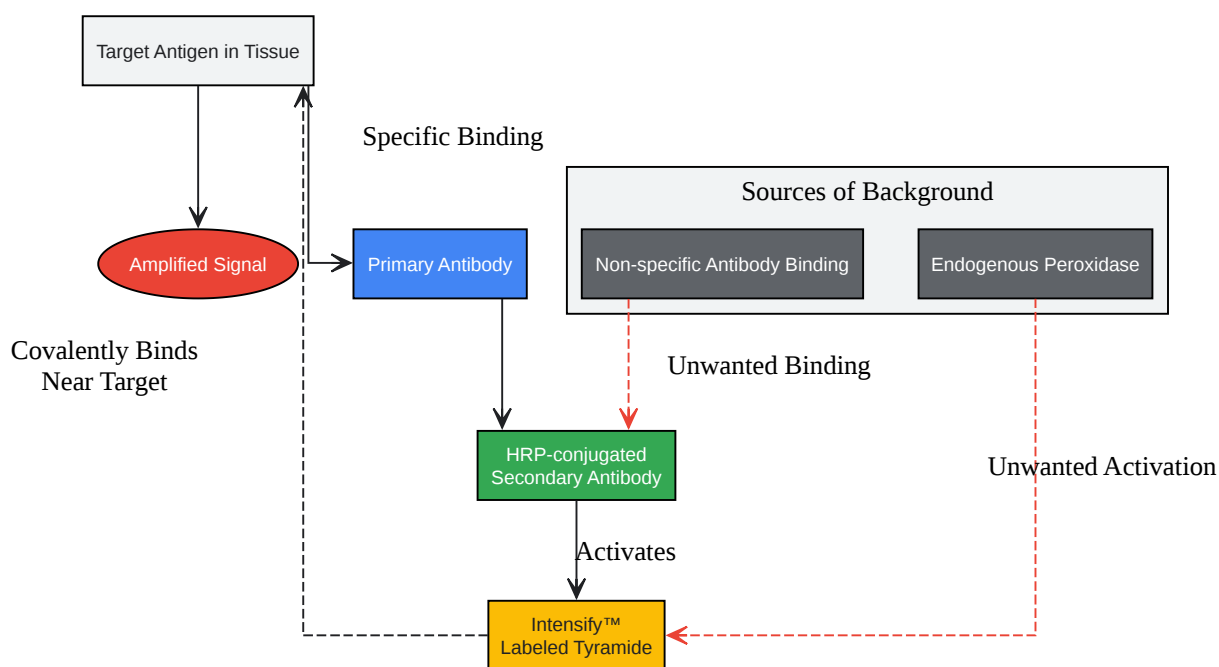 Target Antigen in Tissue
Specific Binding
Sources of Background
Amplified Signal
Primary Antibody
Non-specific Antibody Binding
Endogenous Peroxidase
Covalently Binds
Near Target
Unwanted Binding
HRP-conjugated
Secondary Antibody
Unwanted Activation
Activates
Intensify™
Labeled Tyramide